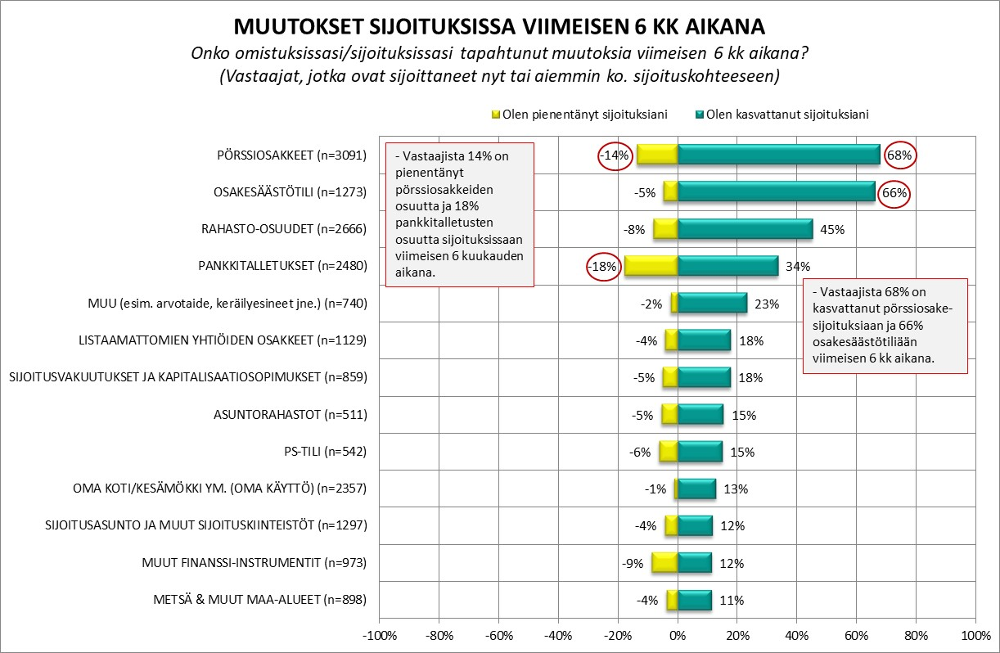 MUUTOKSET SIJOITUKSISSA VIIMEISEN 6 KK AIKANA
Onko omistuksissasi/sijoituksissasi tapahtunut muutoksia viimeisen 6 kk aikana?
(Vastaajat, jotka ovat sijoittaneet nyt tai aiemmin ko. sijoituskohteeseen)
Olen pienentänyt sijoituksiani Olen kasvattanut sijoituksiani
PÖRSSIOSAKKEET (n=3091) -14% 68%
OSAKESÄÄSTÖTILI (n=1273) -5% 66%
RAHASTO-OSUUDET (n=2666) -8% 45%
PANKKITALLETUKSET (n=2480) -18% 34%
MUU (esim. arvotaide, keräilyesineet jne.) (n=740) -2% 23%
LISTAAMATTOMIEN YHTIÖIDEN OSAKKEET (n=1129) -4% 18%
SIJOITUSVAKUUTUKSET JA KAPITALISAATIOSOPIMUKSET (n=859) -5% 18%
ASUNTORAHASTOT (n=511) -5% 15%
PS-TILI (n=542) -6% 15%
OMA KOTI/KESÄMÖKKI YM. (OMA KÄYTTÖ) (n=2357) -1% 13%
SIJOITUSASUNTO JA MUUT SIJOITUSKIINTEISTÖT (n=1297) -4% 12%
MUUT FINANSSI-INSTRUMENTIT (n=973) -9% 12%
METSÄ & MUUT MAA-ALUEET (n=898) -4% 11%
- Vastaajista 14% on
pienentänyt
pörssiosakkeiden
osuutta ja 18%
pankkitalletusten
osuutta sijoituksissaan
viimeisen 6 kuukauden
aikana.
- Vastaajista 68% on
kasvattanut pörssiosake-
sijoituksiaan ja 66%
osakesäästötiliään
viimeisen 6 kk aikana.
-100% -80% -60% -40% -20% 0% 20% 40% 60% 80% 100%